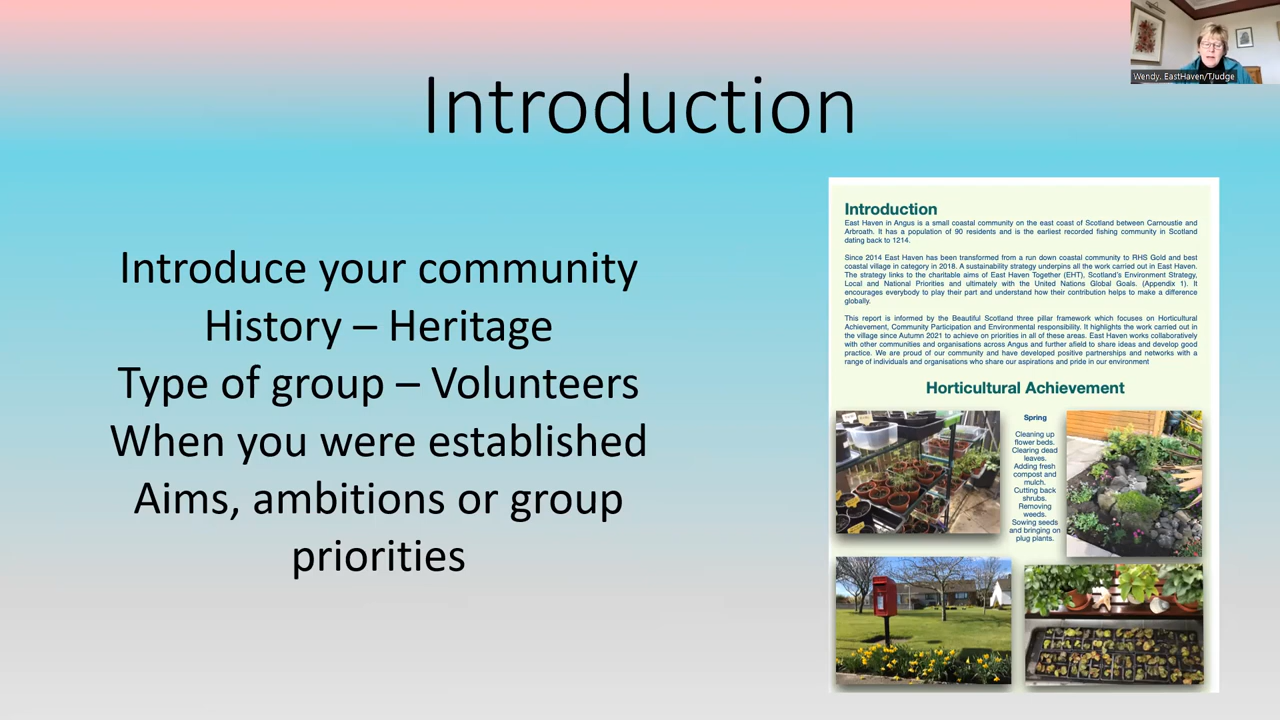 Wendy. EastHaven/TJudge
Introduction
Introduce your community
History – Heritage
Type of group – Volunteers
When you were established
Aims, ambitions or group
priorities
Introduction
East Haven in Angus is a small coastal community on the east coast of Scotland between Carnoustie and
Arbroath. It has a population of 90 residents and is the earliest recorded fishing community in Scotland
dating back to 1214.
Since 2014 East Haven has been transformed from a run down coastal community to RHS Gold and best
coastal village in category in 2018. A sustainability strategy underpins all the work carried out in East Haven.
The strategy links to the charitable aims of East Haven Together (EHT), Scotland's Environment Strategy,
Local and National Priorities and ultimately with the United Nations Global Goals. (Appendix 1). It
encourages everybody to play their part and understand how their contribution helps to make a difference
globally.
This report is informed by the Beautiful Scotland three pillar framework which focuses on Horticultural
Achievement, Community Participation and Environmental responsibility. It highlights the work carried out in
the village since Autumn 2021 to achieve on priorities in all of these areas. East Haven works collaboratively
with other communities and organisations across Angus and further afield to share ideas and develop good
practice. We are proud of our community and have developed positive partnerships and networks with a
range of individuals and organisations who share our aspirations and pride in our environment
Horticultural Achievement
Spring
Cleaning up
flower beds.
Clearing dead
leaves.
Adding fresh
compost and
mulch.
Cutting back
shrubs.
Removing
weeds.
Sowing seeds
and bringing on
plug plants.